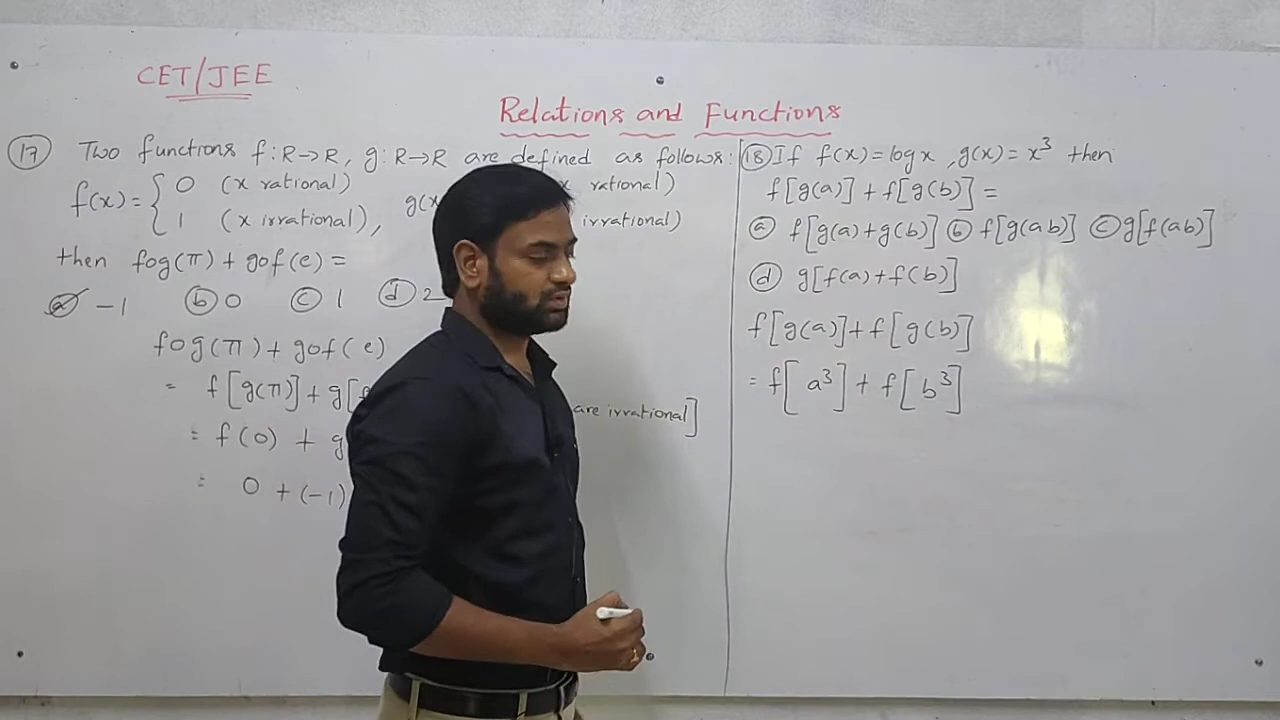 CET/JEE
Relations and Functions
17 Two functions f:R→R, g:R→R are defined as follows:
f(x)={ 0 (x rational)
1 (x irrational), g(x rational)
irrational)
then fog(π)+gof(e)=
a -1 b 0 c 1 d 2
fog(π)+gof(e)
= f[g(π)]+g[
are irrational]
= f(0) + g
= 0 +(-1)
18 If f(x)=logx, g(x)=x³ then
f[g(a)]+f[g(b)]=
a f[g(a)+g(b)] b f[g(ab)] c g[f(ab)]
d g[f(a)+f(b)]
f[g(a)]+f[g(b)]
= f[a³]+f[b³]